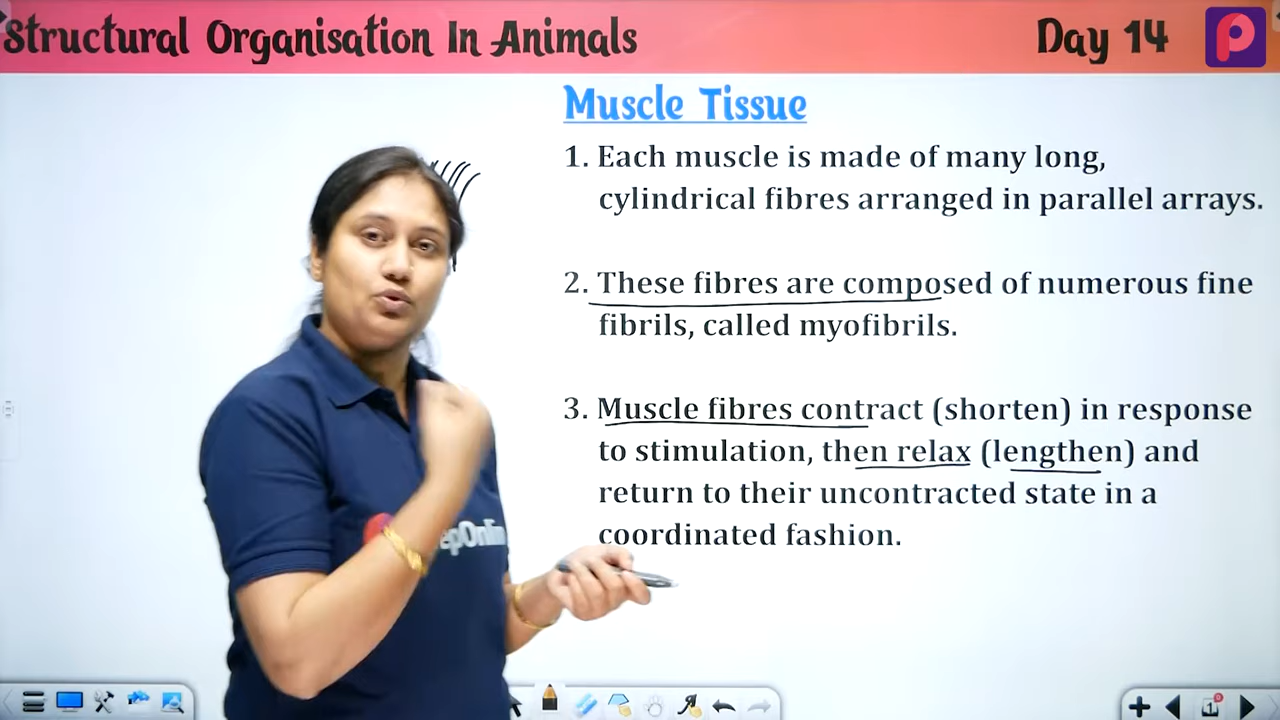 Structural Organisation In Animals
Day 14
Muscle Tissue
1. Each muscle is made of many long,
cylindrical fibres arranged in parallel arrays.
2. These fibres are composed of numerous fine
fibrils, called myofibrils.
3. Muscle fibres contract (shorten) in response
to stimulation, then relax (lengthen) and
return to their uncontracted state in a
coordinated fashion.
epOnlin
1